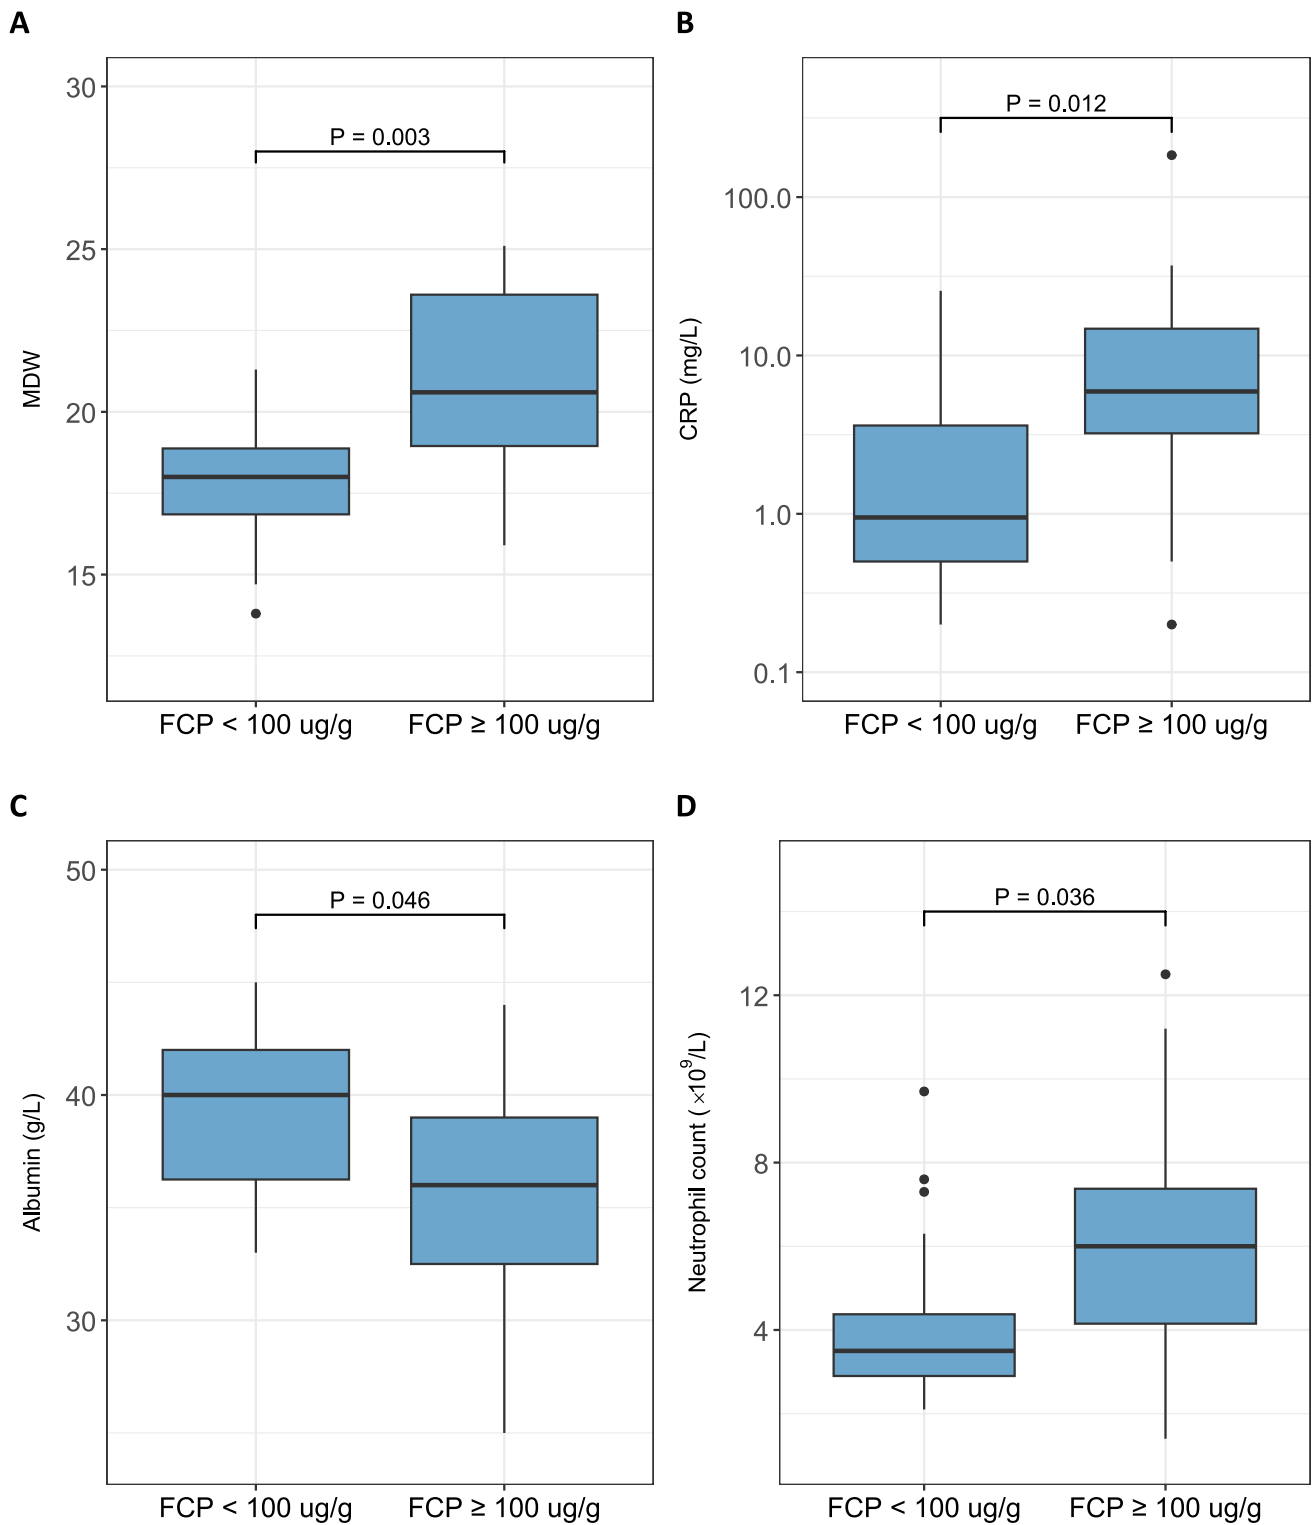 A
MDW
30
25
20
15
P = 0.003
FCP < 100 ug/g
FCP ≥ 100 ug/g
B
CRP (mg/L)
100.0
10.0
1.0
0.1
P = 0.012
FCP < 100 ug/g
FCP ≥ 100 ug/g
C
Albumin (g/L)
50
40
30
P = 0.046
FCP < 100 ug/g
FCP ≥ 100 ug/g
D
Neutrophil count ( ×10⁹/L)
12
8
4
P = 0.036
FCP < 100 ug/g
FCP ≥ 100 ug/g